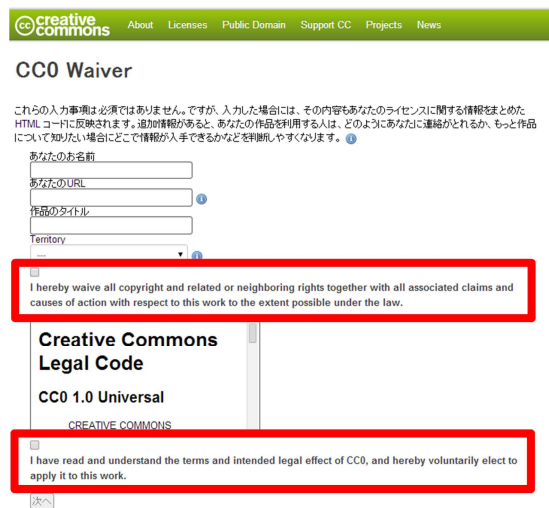 cc creative commons About Licenses Public Domain Support CC Projects News
CC0 Waiver
これらの入力事項は必須ではありません。ですが、入力した場合には、その内容もあなたのライセンスに関する情報をまとめた
HTML コードに反映されます。追加情報があると、あなたの作品を利用する人は、どのようにあなたに連絡がとれるか、もっと作品
について知りたい場合にどこで情報が入手できるかなどを判断しやすくなります。
あなたのお名前
あなたのURL
作品のタイトル
Territory
—
I hereby waive all copyright and related or neighboring rights together with all associated claims and
causes of action with respect to this work to the extent possible under the law.
Creative Commons
Legal Code
CC0 1.0 Universal
CREATIVE COMMONS
I have read and understand the terms and intended legal effect of CC0, and hereby voluntarily elect to
apply it to this work.
次へ